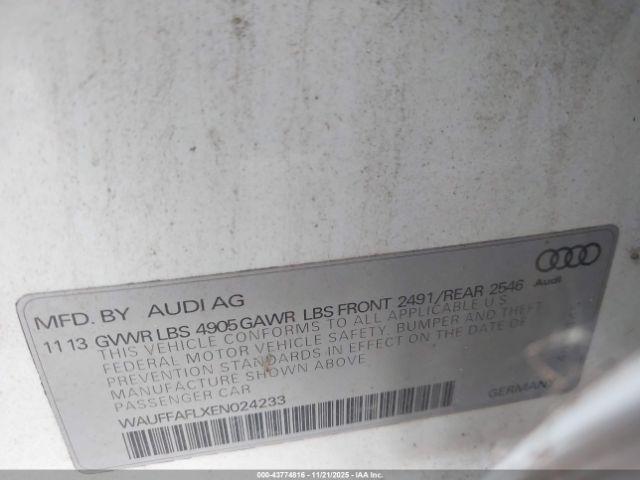 MFD. BY AUDI AG
Audi
11 13 GVWR LBS 4905 GAWR LBS FRONT 2491/REAR 2546
THIS VEHICLE CONFORMS TO ALL APPLICABLE U.S.
FEDERAL MOTOR VEHICLE SAFETY, BUMPER AND THEFT
PREVENTION STANDARDS IN EFFECT ON THE DATE OF
MANUFACTURE SHOWN ABOVE
PASSENGER CAR
WAUFFAFLXEN024233
GERMANY
000-43774816 - 11/21/2025 - IAA Inc.